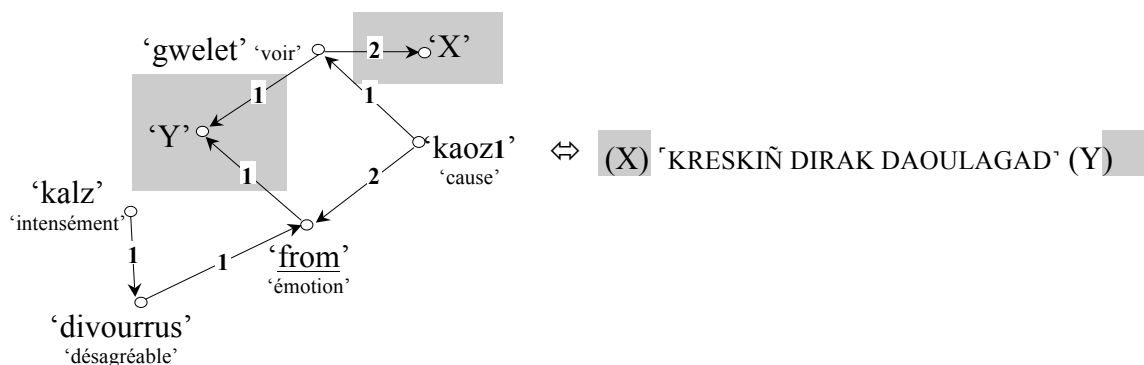 ‘gwelet’ ‘voir’ 2 ‘X’
1 1
‘Y’ ‘kaoz1’ ⇔ (X) ⌜KRESKIÑ DIRAK DAOULAGAD⌝ (Y)
‘cause’
1 2
‘kalz’
‘intensément’
1 1 ‘from’
‘émotion’
‘divourrus’
‘désagréable’